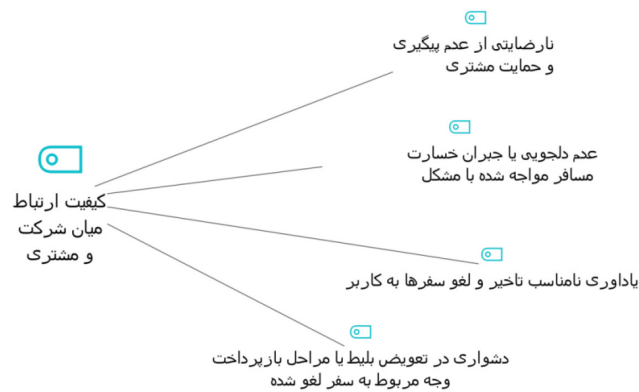 نارضایتی از عدم پیگیری
و حمایت مشتری
عدم دلجویی یا جبران خسارت
مسافر مواجه شده با مشکل
کیفیت ارتباط
میان شرکت
و مشتری
یاداوری نامناسب تاخیر و لغو سفرها به کاربر
دشواری در تعویض بلیط یا مراحل بازپرداخت
وجه مربوط به سفر لغو شده